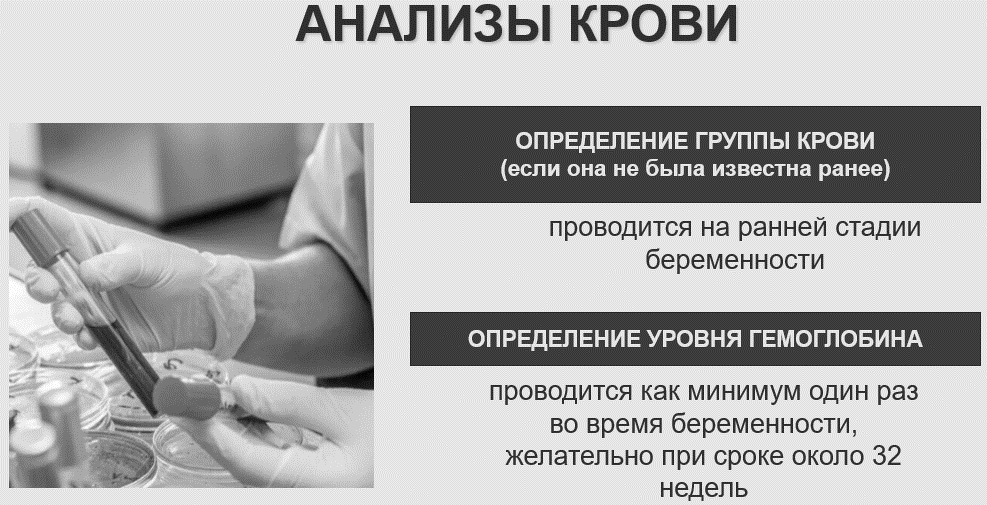 АНАЛИЗЫ КРОВИ
ОПРЕДЕЛЕНИЕ ГРУППЫ КРОВИ
(если она не была известна ранее)
проводится на ранней стадии
беременности
ОПРЕДЕЛЕНИЕ УРОВНЯ ГЕМОГЛОБИНА
проводится как минимум один раз
во время беременности,
желательно при сроке около 32
недель